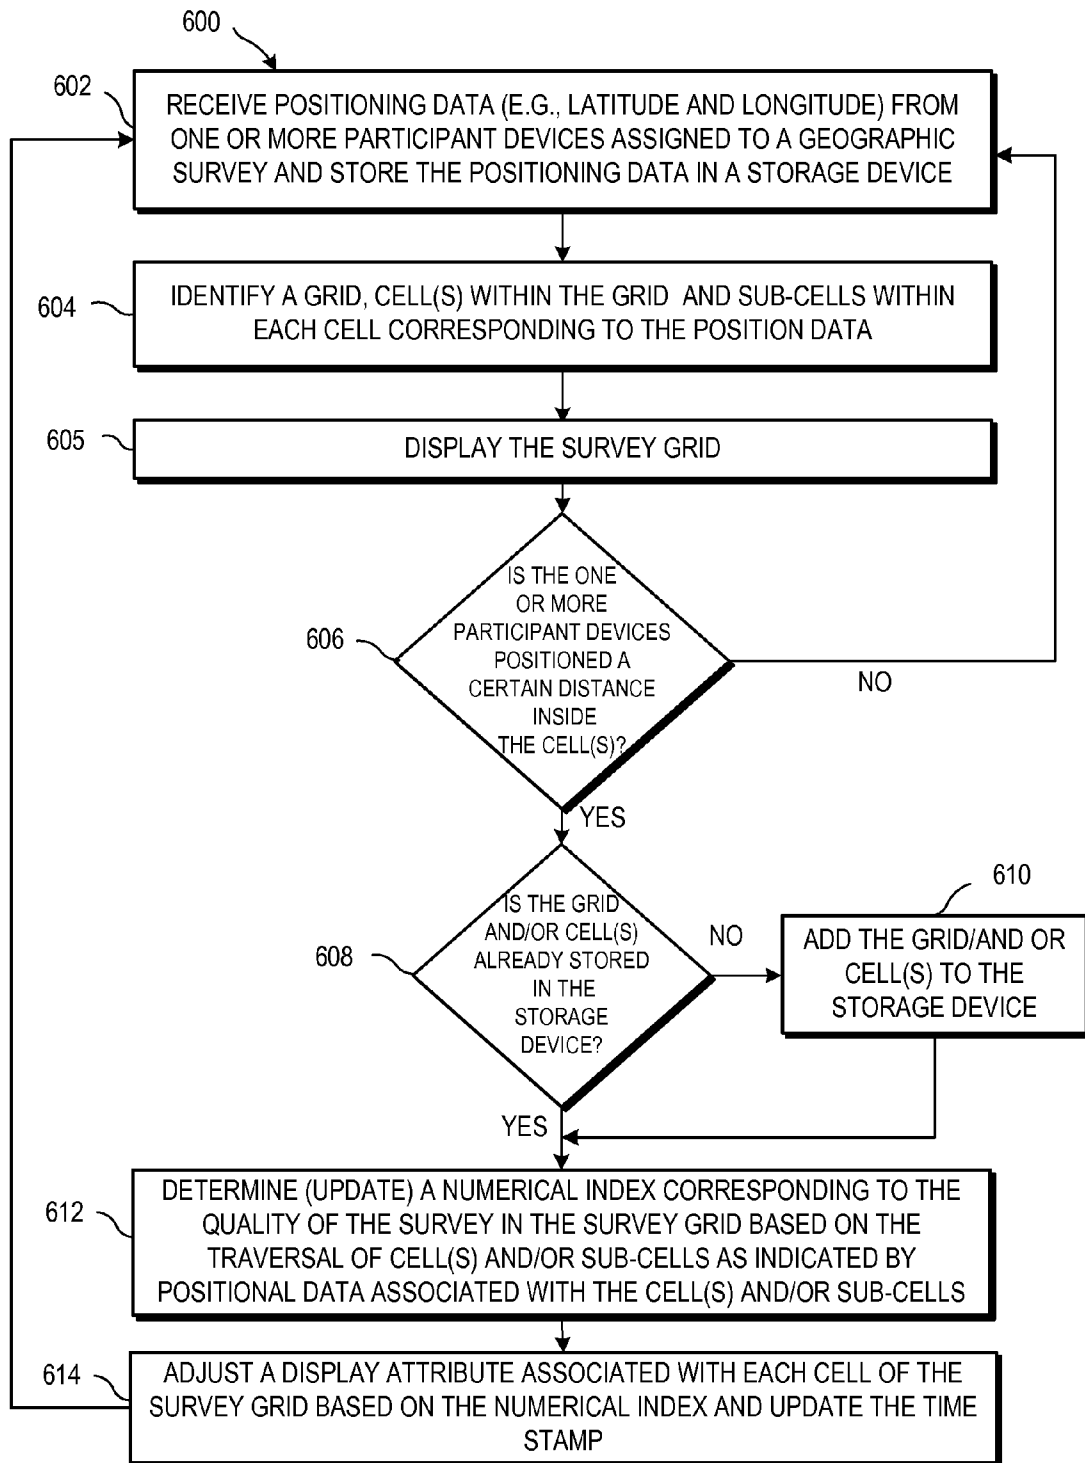 600
602
RECEIVE POSITIONING DATA (E.G., LATITUDE AND LONGITUDE) FROM
ONE OR MORE PARTICIPANT DEVICES ASSIGNED TO A GEOGRAPHIC
SURVEY AND STORE THE POSITIONING DATA IN A STORAGE DEVICE
604
IDENTIFY A GRID, CELL(S) WITHIN THE GRID AND SUB-CELLS WITHIN
EACH CELL CORRESPONDING TO THE POSITION DATA
605
DISPLAY THE SURVEY GRID
606
IS THE ONE
OR MORE
PARTICIPANT DEVICES
POSITIONED A
CERTAIN DISTANCE
INSIDE
THE CELL(S)?
NO
YES
608
IS THE GRID
AND/OR CELL(S)
ALREADY STORED
IN THE
STORAGE
DEVICE?
NO
610
ADD THE GRID/AND OR
CELL(S) TO THE
STORAGE DEVICE
YES
612
DETERMINE (UPDATE) A NUMERICAL INDEX CORRESPONDING TO THE
QUALITY OF THE SURVEY IN THE SURVEY GRID BASED ON THE
TRAVERSAL OF CELL(S) AND/OR SUB-CELLS AS INDICATED BY
POSITIONAL DATA ASSOCIATED WITH THE CELL(S) AND/OR SUB-CELLS
614
ADJUST A DISPLAY ATTRIBUTE ASSOCIATED WITH EACH CELL OF THE
SURVEY GRID BASED ON THE NUMERICAL INDEX AND UPDATE THE TIME
STAMP